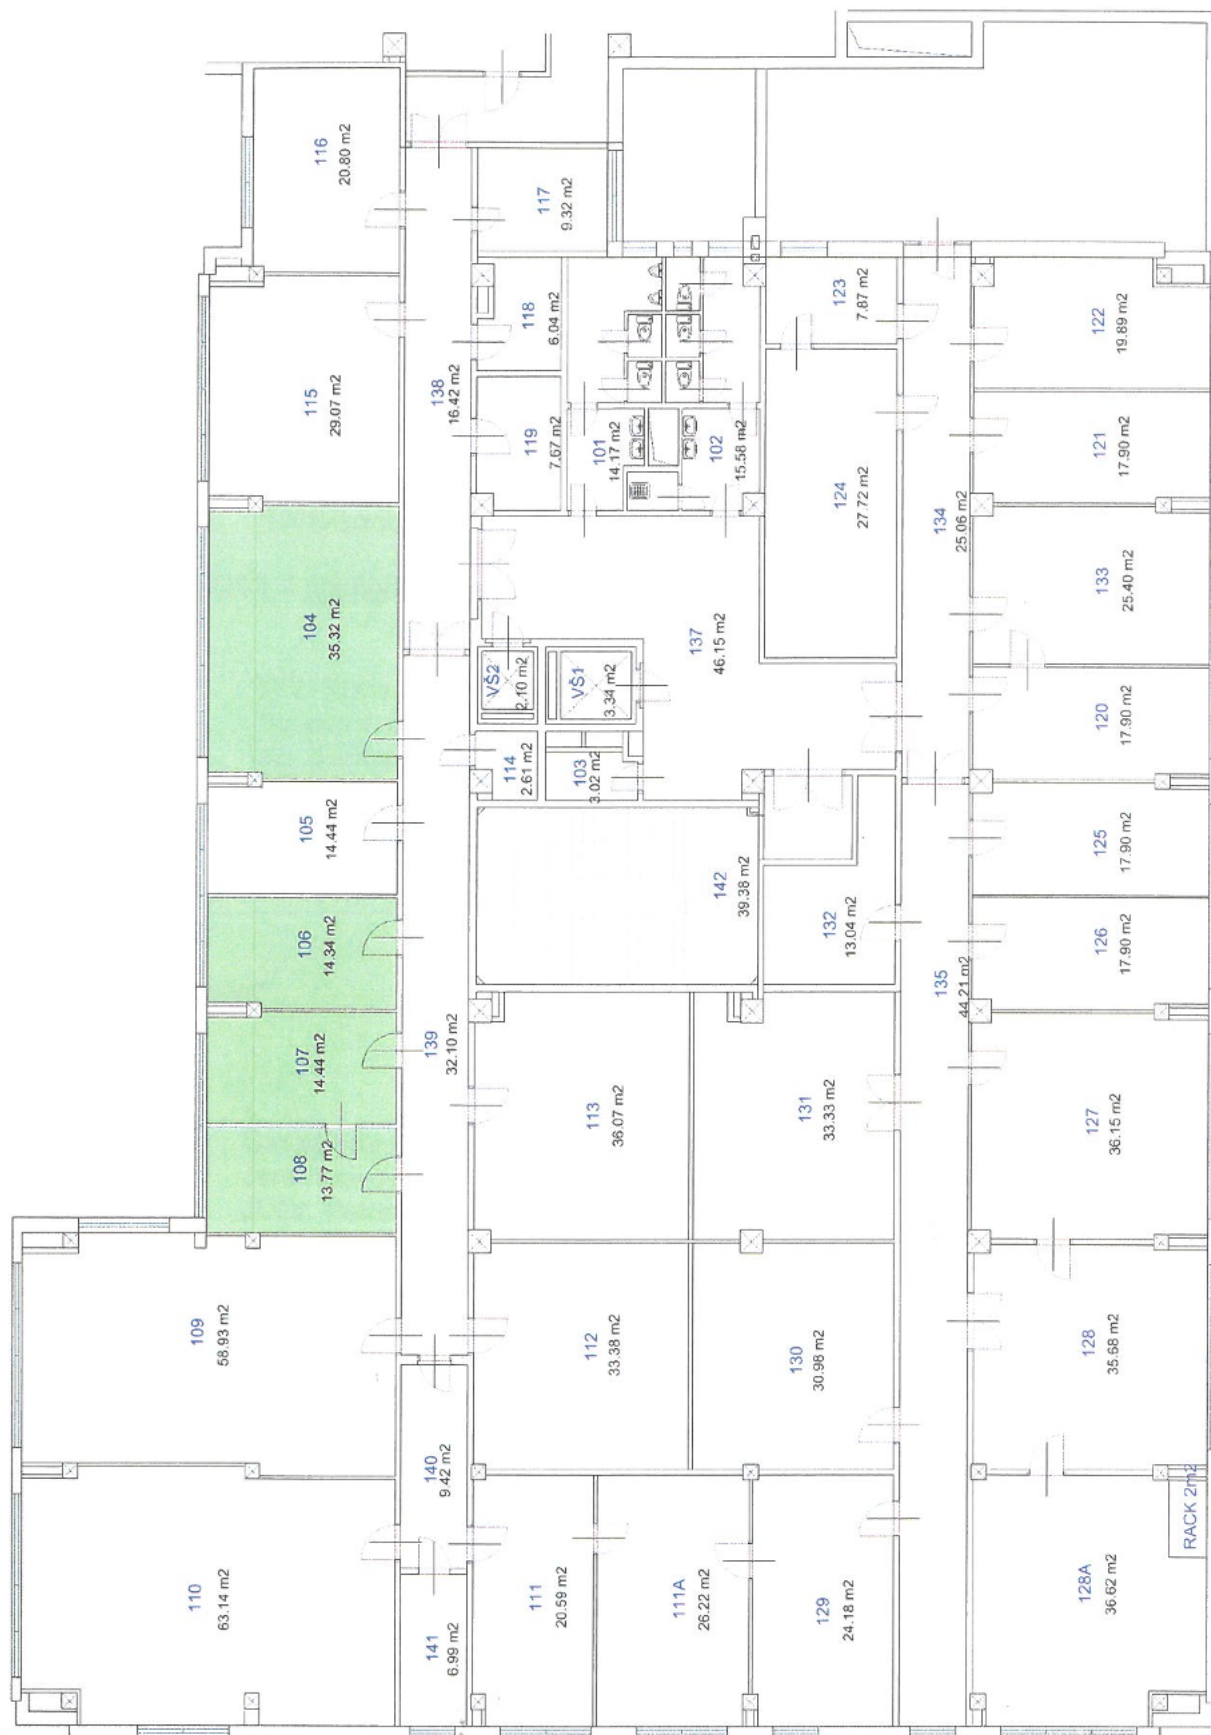 116
20.80 m2
115
29.07 m2
104
35.32 m2
105
14.44 m2
106
14.34 m2
107
14.44 m2
108
13.77 m2
109
58.93 m2
110
63.14 m2
117
9.32 m2
118
6.04 m2
138
16.42 m2
119
7.67 m2
101
14.17 m2
102
15.58 m2
123
7.87 m2
124
27.72 m2
122
19.89 m2
121
17.90 m2
134
25.06 m2
133
25.40 m2
137
46.15 m2
VŠ2
2.10 m2
VŠ1
3.34 m2
114
2.61 m2
103
3.02 m2
120
17.90 m2
125
17.90 m2
142
39.38 m2
132
13.04 m2
126
17.90 m2
135
44.21 m2
139
32.10 m2
113
36.07 m2
131
33.33 m2
127
36.15 m2
112
33.38 m2
130
30.98 m2
128
35.68 m2
140
9.42 m2
141
6.99 m2
111
20.59 m2
111A
26.22 m2
129
24.18 m2
128A
36.62 m2
RACK 2m2